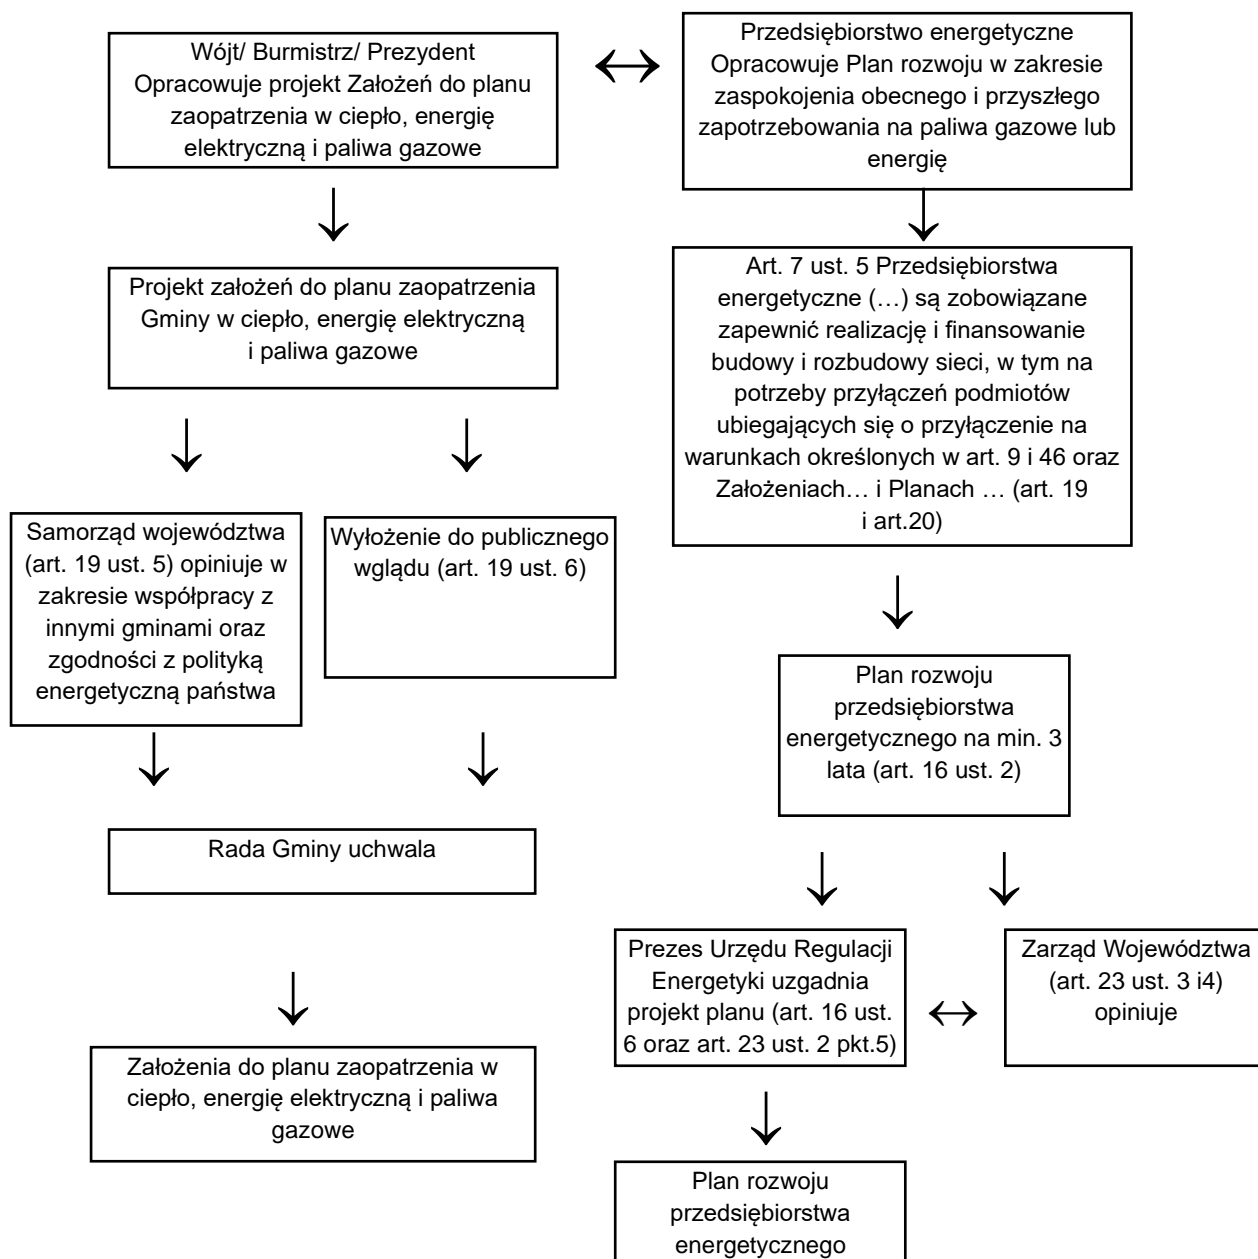 Wójt/ Burmistrz/ Prezydent
Opracowuje projekt Założeń do planu
zaopatrzenia w ciepło, energię
elektryczną i paliwa gazowe
Przedsiębiorstwo energetyczne
Opracowuje Plan rozwoju w zakresie
zaspokojenia obecnego i przyszłego
zapotrzebowania na paliwa gazowe lub
energię
Projekt założeń do planu zaopatrzenia
Gminy w ciepło, energię elektryczną
i paliwa gazowe
Art. 7 ust. 5 Przedsiębiorstwa
energetyczne (…) są zobowiązane
zapewnić realizację i finansowanie
budowy i rozbudowy sieci, w tym na
potrzeby przyłączeń podmiotów
ubiegających się o przyłączenie na
warunkach określonych w art. 9 i 46 oraz
Założeniach… i Planach … (art. 19
i art.20)
Samorząd województwa
(art. 19 ust. 5) opiniuje w
zakresie współpracy z
innymi gminami oraz
zgodności z polityką
energetyczną państwa
Wyłożenie do publicznego
wglądu (art. 19 ust. 6)
Plan rozwoju
przedsiębiorstwa
energetycznego na min. 3
lata (art. 16 ust. 2)
Rada Gminy uchwala
Prezes Urzędu Regulacji
Energetyki uzgadnia
projekt planu (art. 16 ust.
6 oraz art. 23 ust. 2 pkt.5)
Zarząd Województwa
(art. 23 ust. 3 i4)
opiniuje
Założenia do planu zaopatrzenia w
ciepło, energię elektryczną i paliwa
gazowe
Plan rozwoju
przedsiębiorstwa
energetycznego